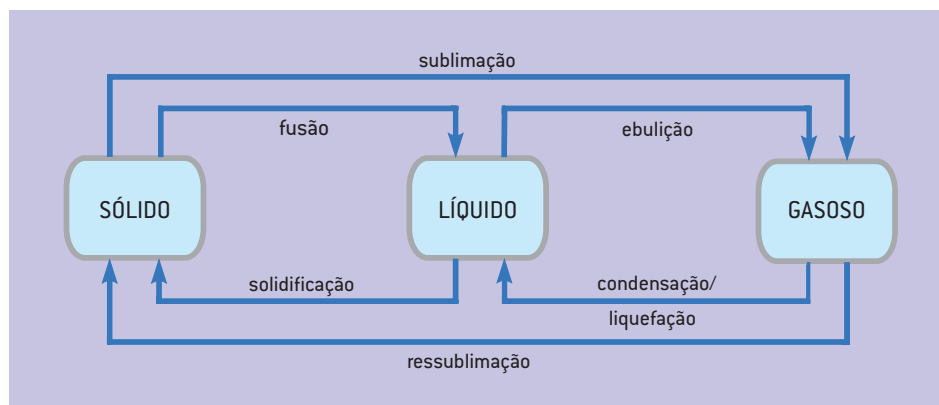 sublimação
fusão
ebulição
SÓLIDO
LÍQUIDO
GASOSO
solidificação
condensação/
liquefação
ressublimação